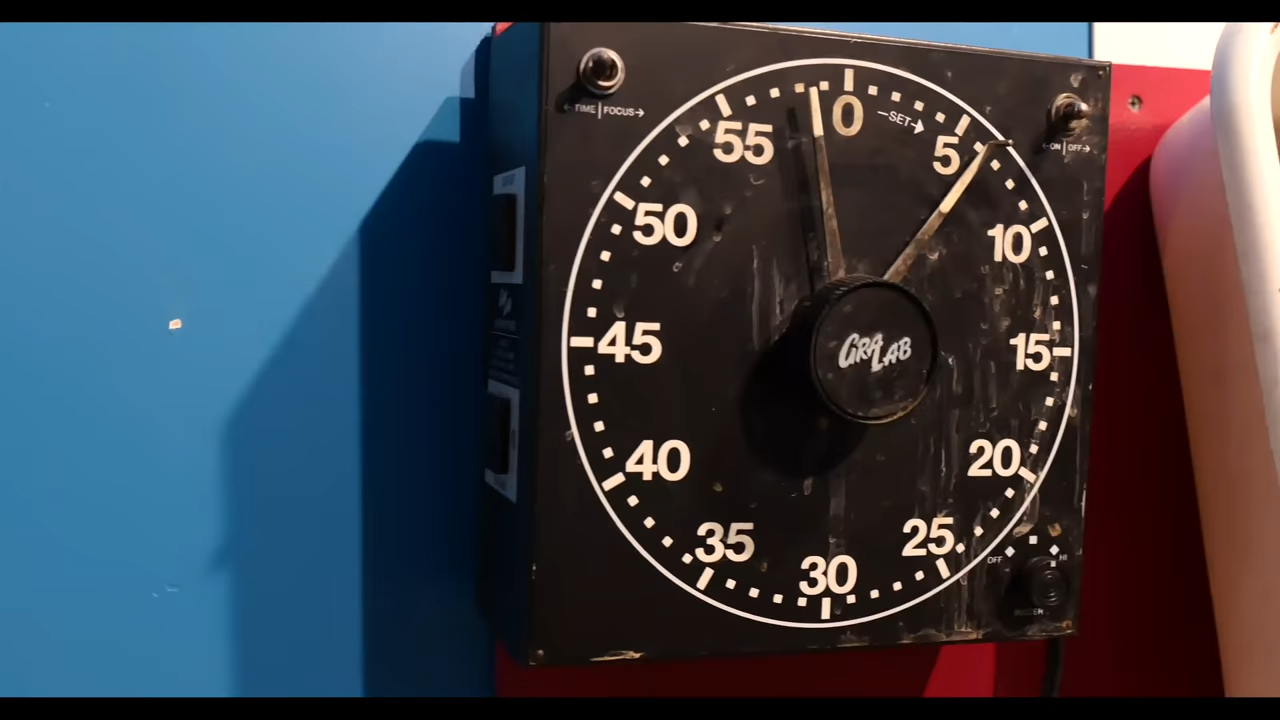 ←TIME|FOCUS→
0
—SET→
←ON|OFF→
55
5
50
10
45
GRALAB
15
40
20
35
25
30
OFF
HI